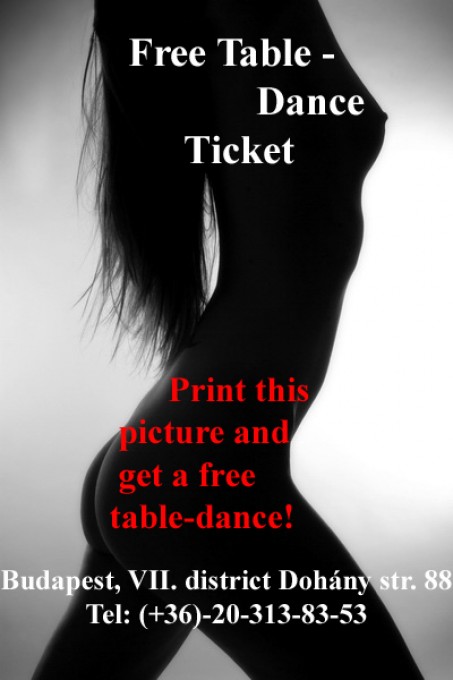 Free Table -
Dance
Ticket
Print this
picture and
get a free
table-dance!
Budapest, VII. district Dohány str. 88
Tel: (+36)-20-313-83-53